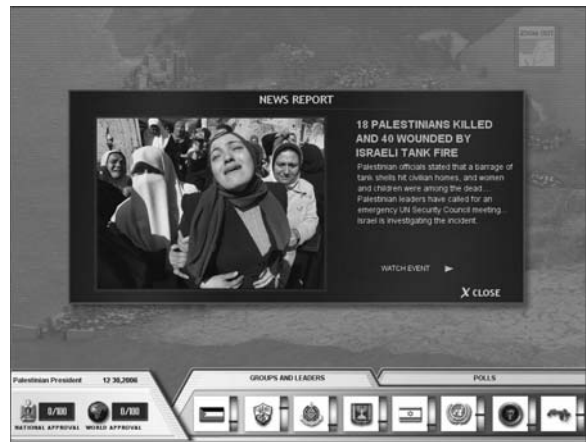 ZOOM OUT
NEWS REPORT
18 PALESTINIANS KILLED
AND 40 WOUNDED BY
ISRAELI TANK FIRE
Palestinian officials stated that a barrage of
tank shells hit civilian homes, and women
and children were among the dead...
Palestinian leaders have called for an
emergency UN Security Council meeting...
Israel is investigating the incident.
WATCH EVENT
X CLOSE
Palestinian President 12 30,2006
GROUPS AND LEADERS
POLLS
0/100
0/100
NATIONAL APPROVAL
WORLD APPROVAL